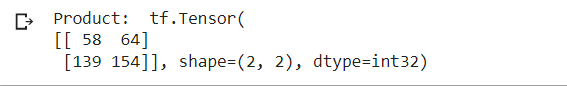 Product:  tf.Tensor(
[[ 58  64]
 [139 154]], shape=(2, 2), dtype=int32)